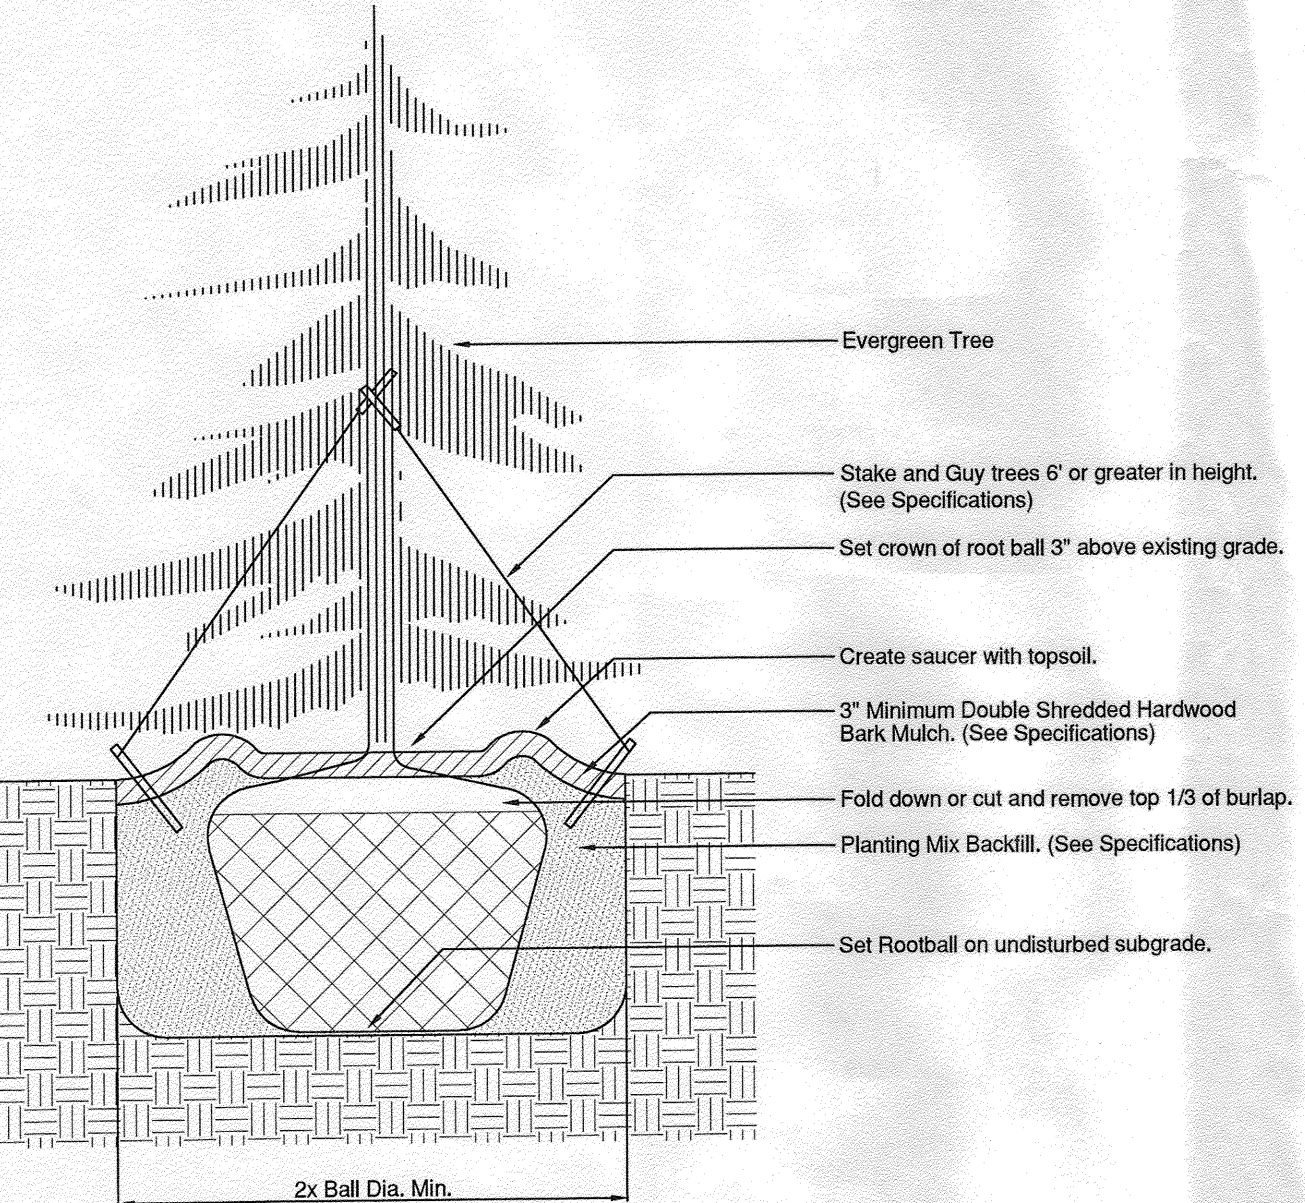 Evergreen Tree
Stake and Guy trees 6' or greater in height.
(See Specifications)
Set crown of root ball 3" above existing grade.
Create saucer with topsoil.
3" Minimum Double Shredded Hardwood
Bark Mulch. (See Specifications)
Fold down or cut and remove top 1/3 of burlap.
Planting Mix Backfill. (See Specifications)
Set Rootball on undisturbed subgrade.
2x Ball Dia. Min.